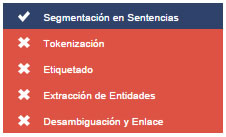 Segmentación en Sentencias
Tokenización
Etiquetado
Extracción de Entidades
Desambiguación y Enlace